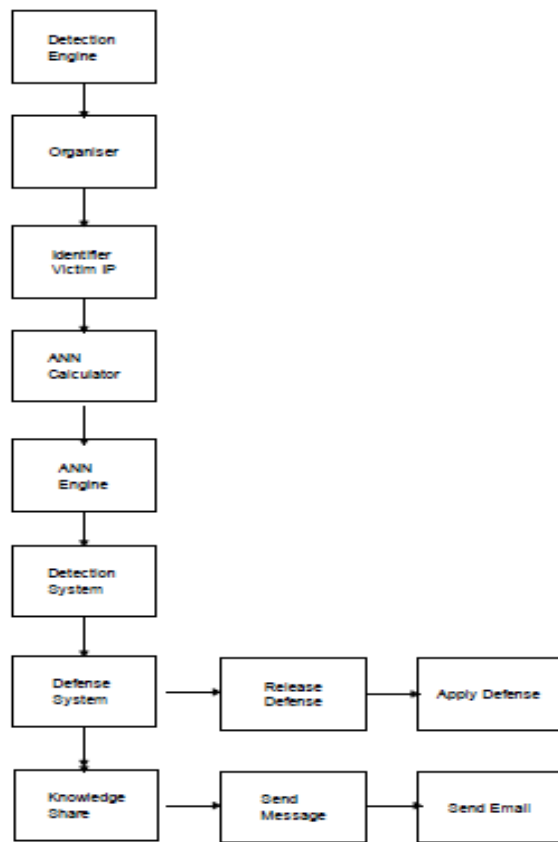 Detection
Engine
Organiser
Identifier
Victim IP
ANN
Calculator
ANN
Engine
Detection
System
Defense
System
Release
Defense
Apply Defense
Knowledge
Share
Send
Message
Send Email